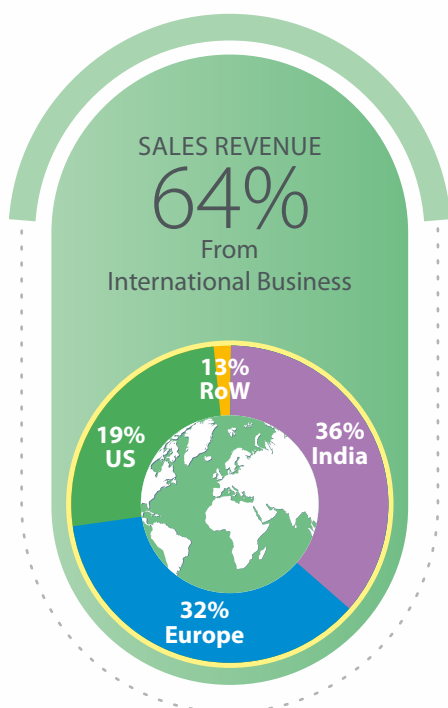 SALES REVENUE
64%
From
International Business
13%
RoW
36%
India
19%
US
32%
Europe